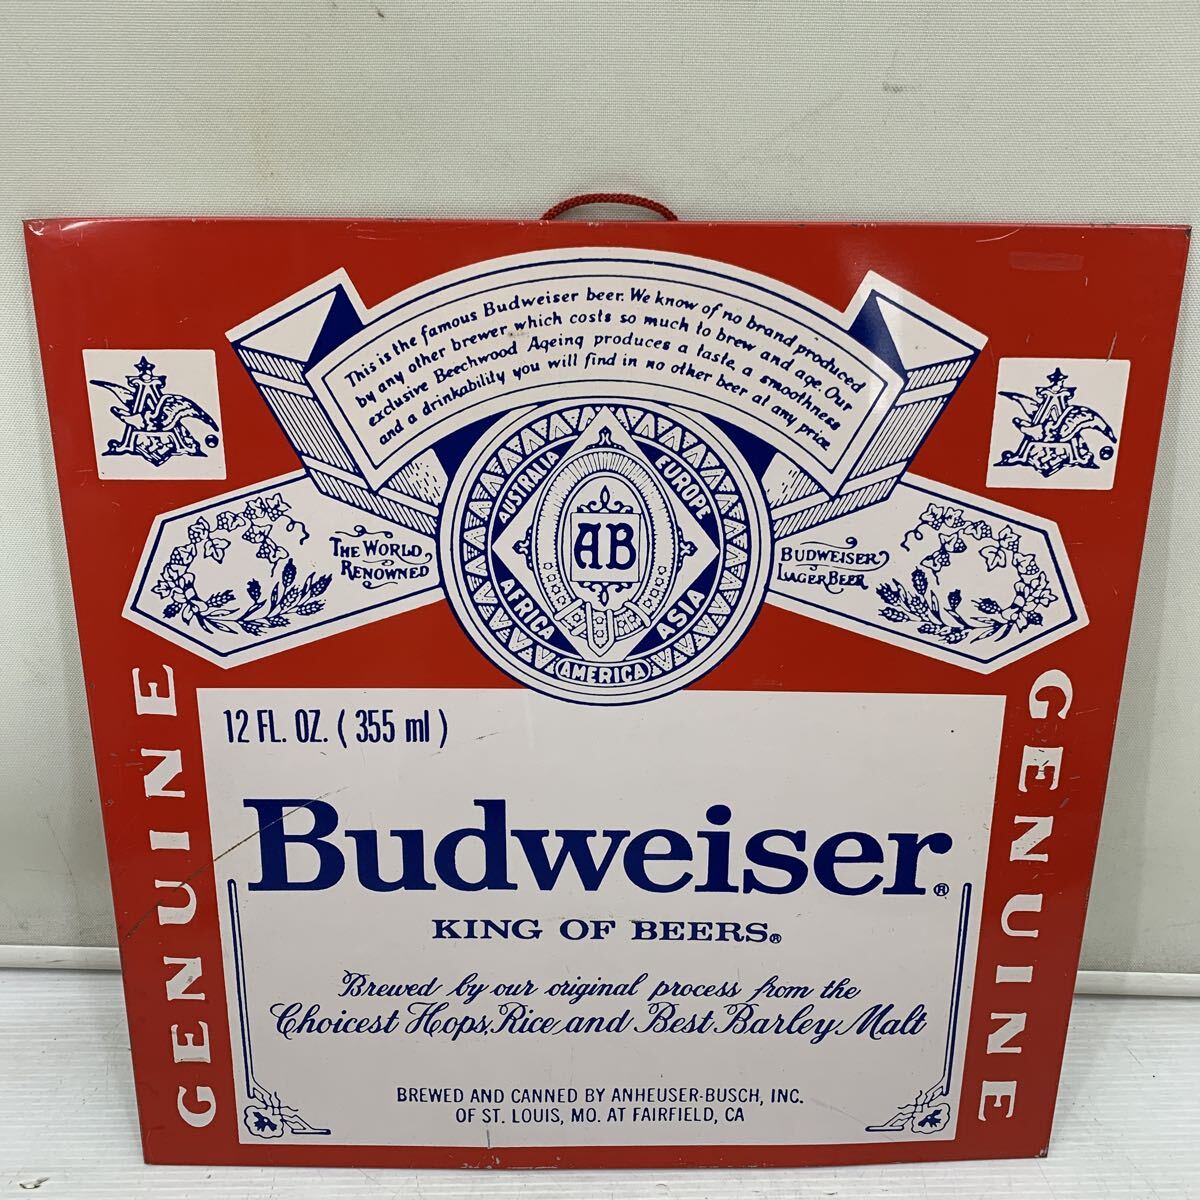 This is the famous Budweiser beer. We know of no brand produced
by any other brewer which costs so much to brew and age. Our
exclusive Beechwood Ageing produces a taste, a smoothness
and a drinkability you will find in no other beer at any price
AUSTRALIA
EUROPE
AFRICA
ASIA
AMERICA
AB
THE WORLD
RENOWNED
BUDWEISER
LAGER BEER
GENUINE
GENUINE
12 FL. OZ. (355 ml)
Budweiser®
KING OF BEERS®
Brewed by our original process from the
Choicest Hops, Rice and Best Barley Malt
BREWED AND CANNED BY ANHEUSER-BUSCH, INC.
OF ST. LOUIS, MO. AT FAIRFIELD, CA